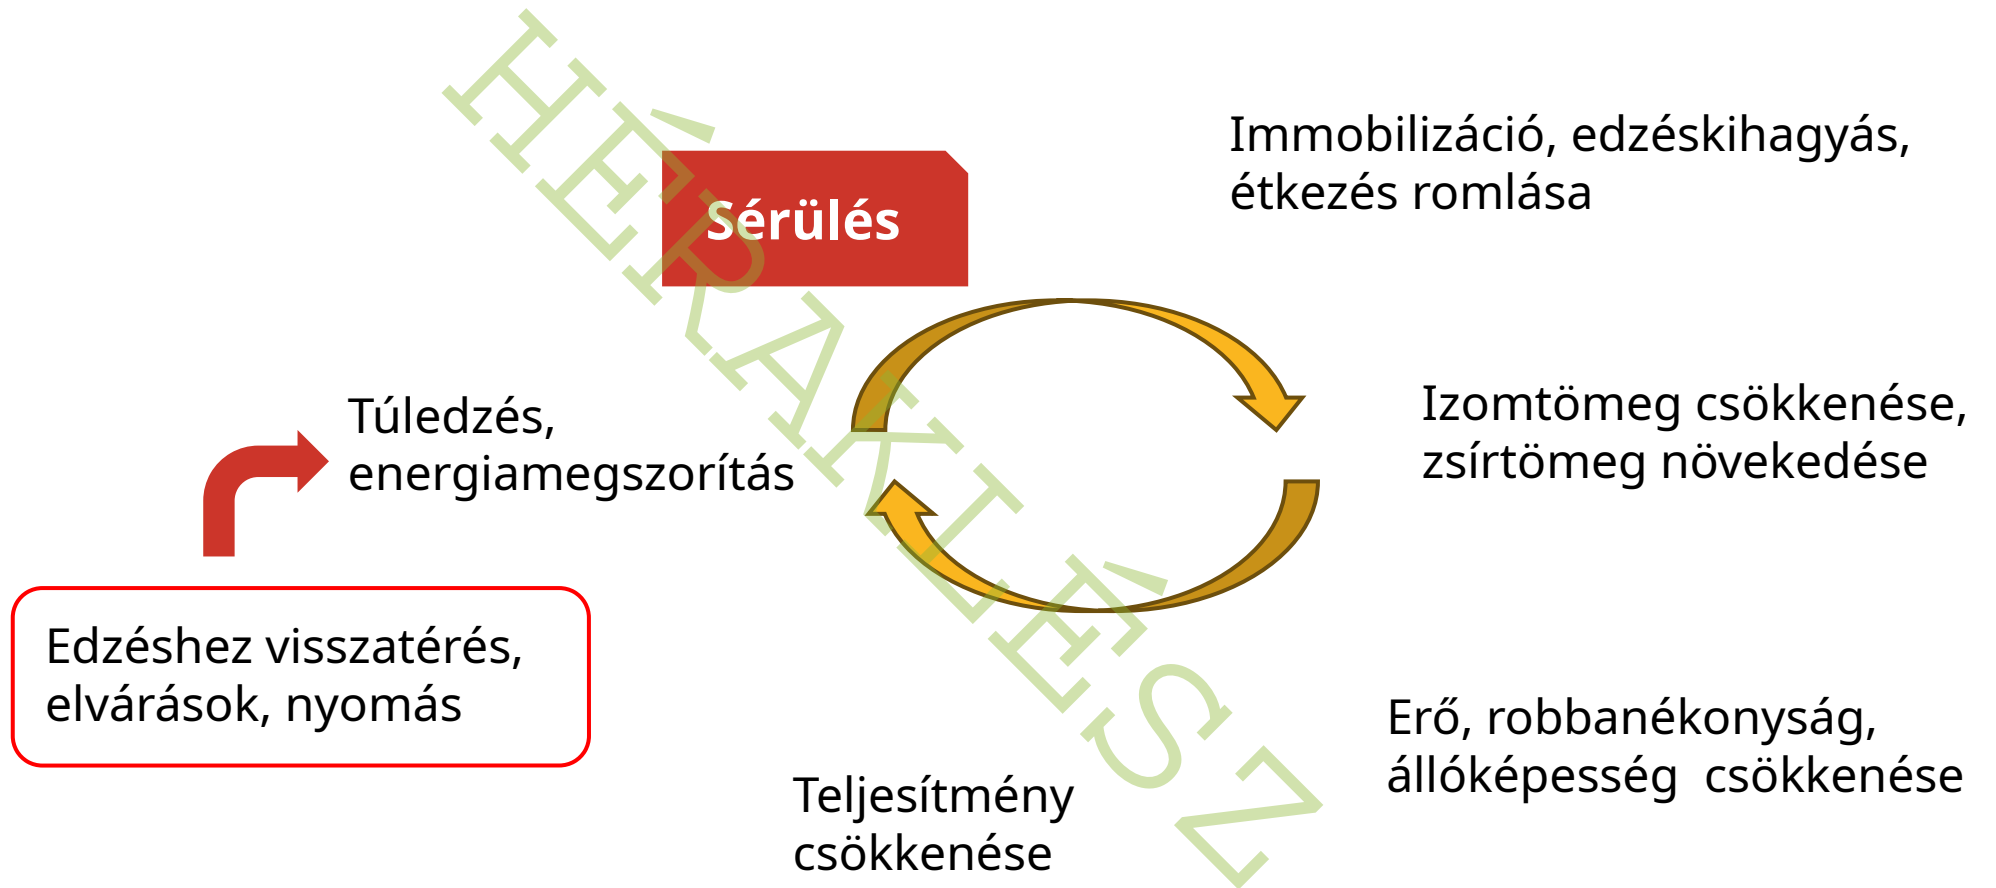 Sérülés
Immobilizáció, edzéskihagyás,
étkezés romlása
Izomtömeg csökkenése,
zsírtömeg növekedése
Erő, robbanékonyság,
állóképesség  csökkenése
Teljesítmény
csökkenése
Túledzés,
energiamegszorítás
Edzéshez visszatérés,
elvárások, nyomás
HÉRAKLÉSZ